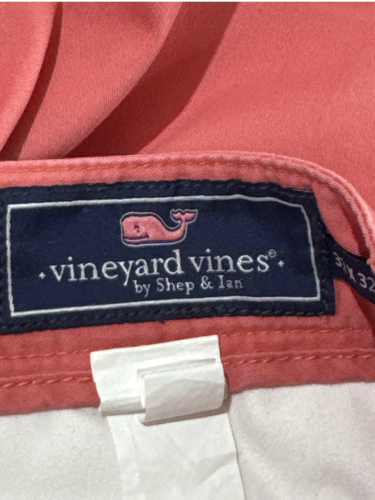 · vineyard vines® ·
by Shep & Ian